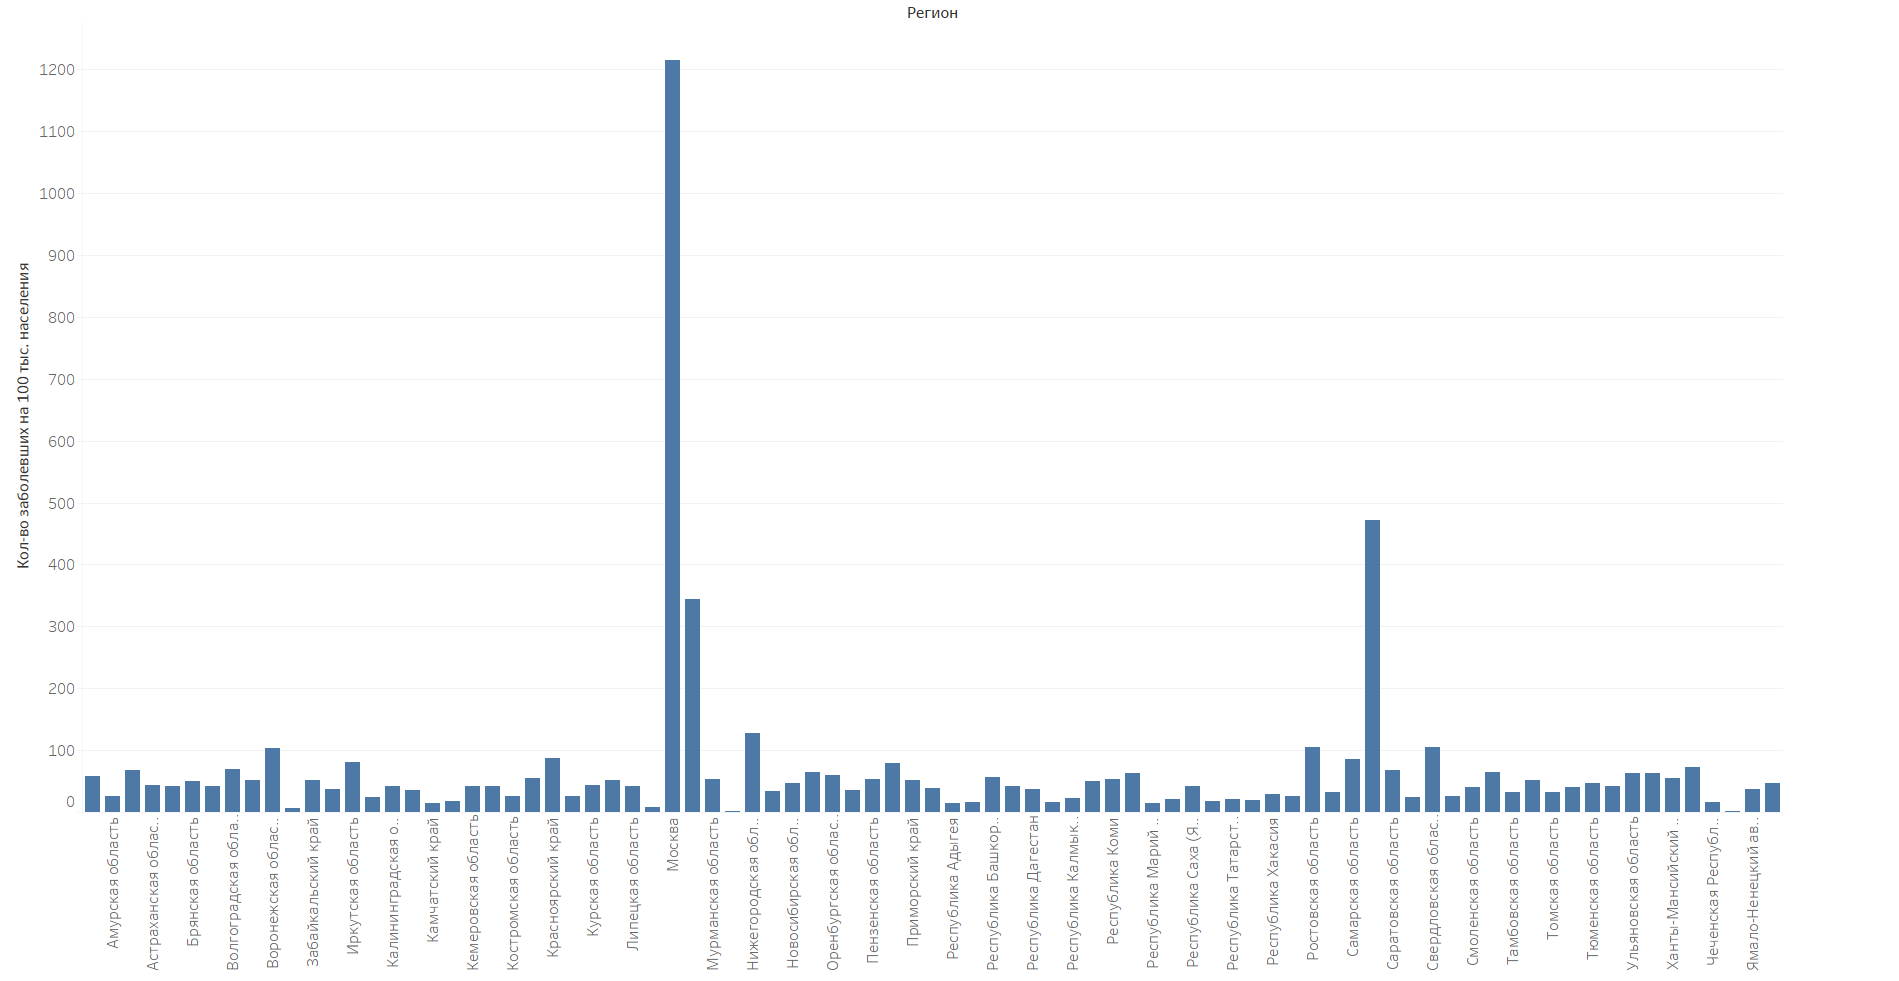 Регион
Кол-во заболевших на 100 тыс. населения
1200
1100
1000
900
800
700
600
500
400
300
200
100
0
Амурская область
Астраханская облас..
Брянская область
Волгоградская обла..
Воронежская облас..
Забайкальский край
Иркутская область
Калининградская о..
Камчатский край
Кемеровская область
Костромская область
Красноярский край
Курская область
Липецкая область
Москва
Мурманская область
Нижегородская обл..
Новосибирская обл..
Оренбургская облас..
Пензенская область
Приморский край
Республика Адыгея
Республика Башкор..
Республика Дагестан
Республика Калмык..
Республика Коми
Республика Марий ..
Республика Саха (Я..
Республика Татарст..
Республика Хакасия
Ростовская область
Самарская область
Саратовская область
Свердловская облас..
Смоленская область
Тамбовская область
Томская область
Тюменская область
Ульяновская область
Ханты-Мансийский ..
Чеченская Республ..
Ямало-Ненецкий ав..